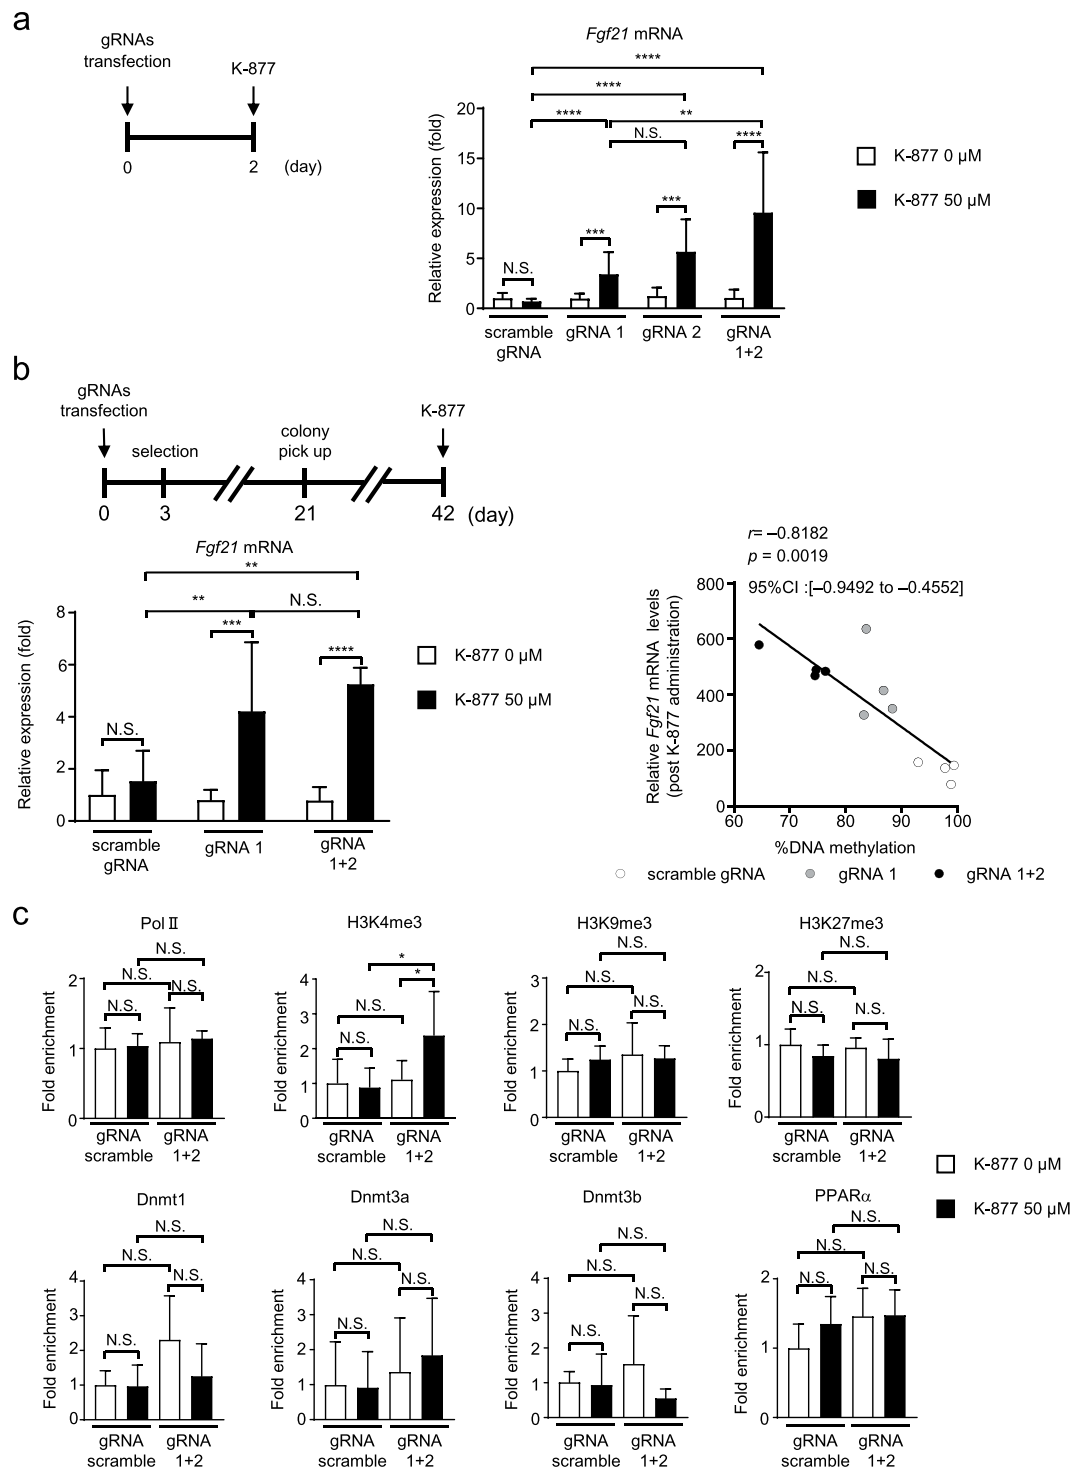 a
gRNAs
transfection
K-877
0
2
(day)
Fgf21 mRNA
****
****
****
**
N.S.
****
***
***
N.S.
Relative expression (fold)
20
15
10
5
0
scramble
gRNA
gRNA 1
gRNA 2
gRNA
1+2
K-877 0 µM
K-877 50 µM
b
gRNAs
transfection
selection
colony
pick up
K-877
0
3
21
42
(day)
Fgf21 mRNA
**
**
N.S.
***
****
N.S.
Relative expression (fold)
8
6
4
2
0
scramble
gRNA
gRNA 1
gRNA
1+2
K-877 0 µM
K-877 50 µM
r= –0.8182
p = 0.0019
95%CI :[–0.9492 to –0.4552]
Relative Fgf21 mRNA levels
(post K-877 administration)
800
600
400
200
0
60
70
80
90
100
%DNA methylation
scramble gRNA
gRNA 1
gRNA 1+2
c
Pol Ⅱ
N.S.
N.S.
N.S.
N.S.
Fold enrichment
2
1
0
gRNA
scramble
gRNA
1+2
H3K4me3
*
*
N.S.
N.S.
Fold enrichment
4
3
2
1
0
gRNA
scramble
gRNA
1+2
H3K9me3
N.S.
N.S.
N.S.
N.S.
Fold enrichment
3
2
1
0
gRNA
scramble
gRNA
1+2
H3K27me3
N.S.
N.S.
N.S.
N.S.
Fold enrichment
2
1
0
gRNA
scramble
gRNA
1+2
K-877 0 µM
K-877 50 µM
Dnmt1
N.S.
N.S.
N.S.
N.S.
Fold enrichment
4
3
2
1
0
gRNA
scramble
gRNA
1+2
Dnmt3a
N.S.
N.S.
N.S.
N.S.
Fold enrichment
4
3
2
1
0
gRNA
scramble
gRNA
1+2
Dnmt3b
N.S.
N.S.
N.S.
N.S.
Fold enrichment
4
3
2
1
0
gRNA
scramble
gRNA
1+2
PPARα
N.S.
N.S.
N.S.
N.S.
Fold enrichment
2
1
0
gRNA
scramble
gRNA
1+2